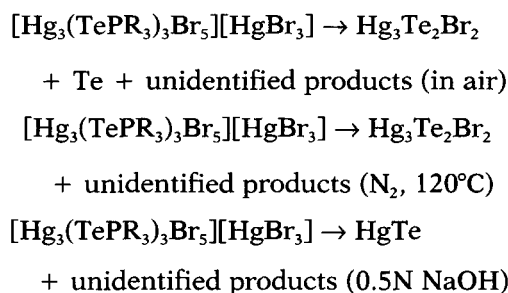 [Hg₃(TePR₃)₃Br₅][HgBr₃] → Hg₃Te₂Br₂
+ Te + unidentified products (in air)
[Hg₃(TePR₃)₃Br₅][HgBr₃] → Hg₃Te₂Br₂
+ unidentified products (N₂, 120°C)
[Hg₃(TePR₃)₃Br₅][HgBr₃] → HgTe
+ unidentified products (0.5N NaOH)